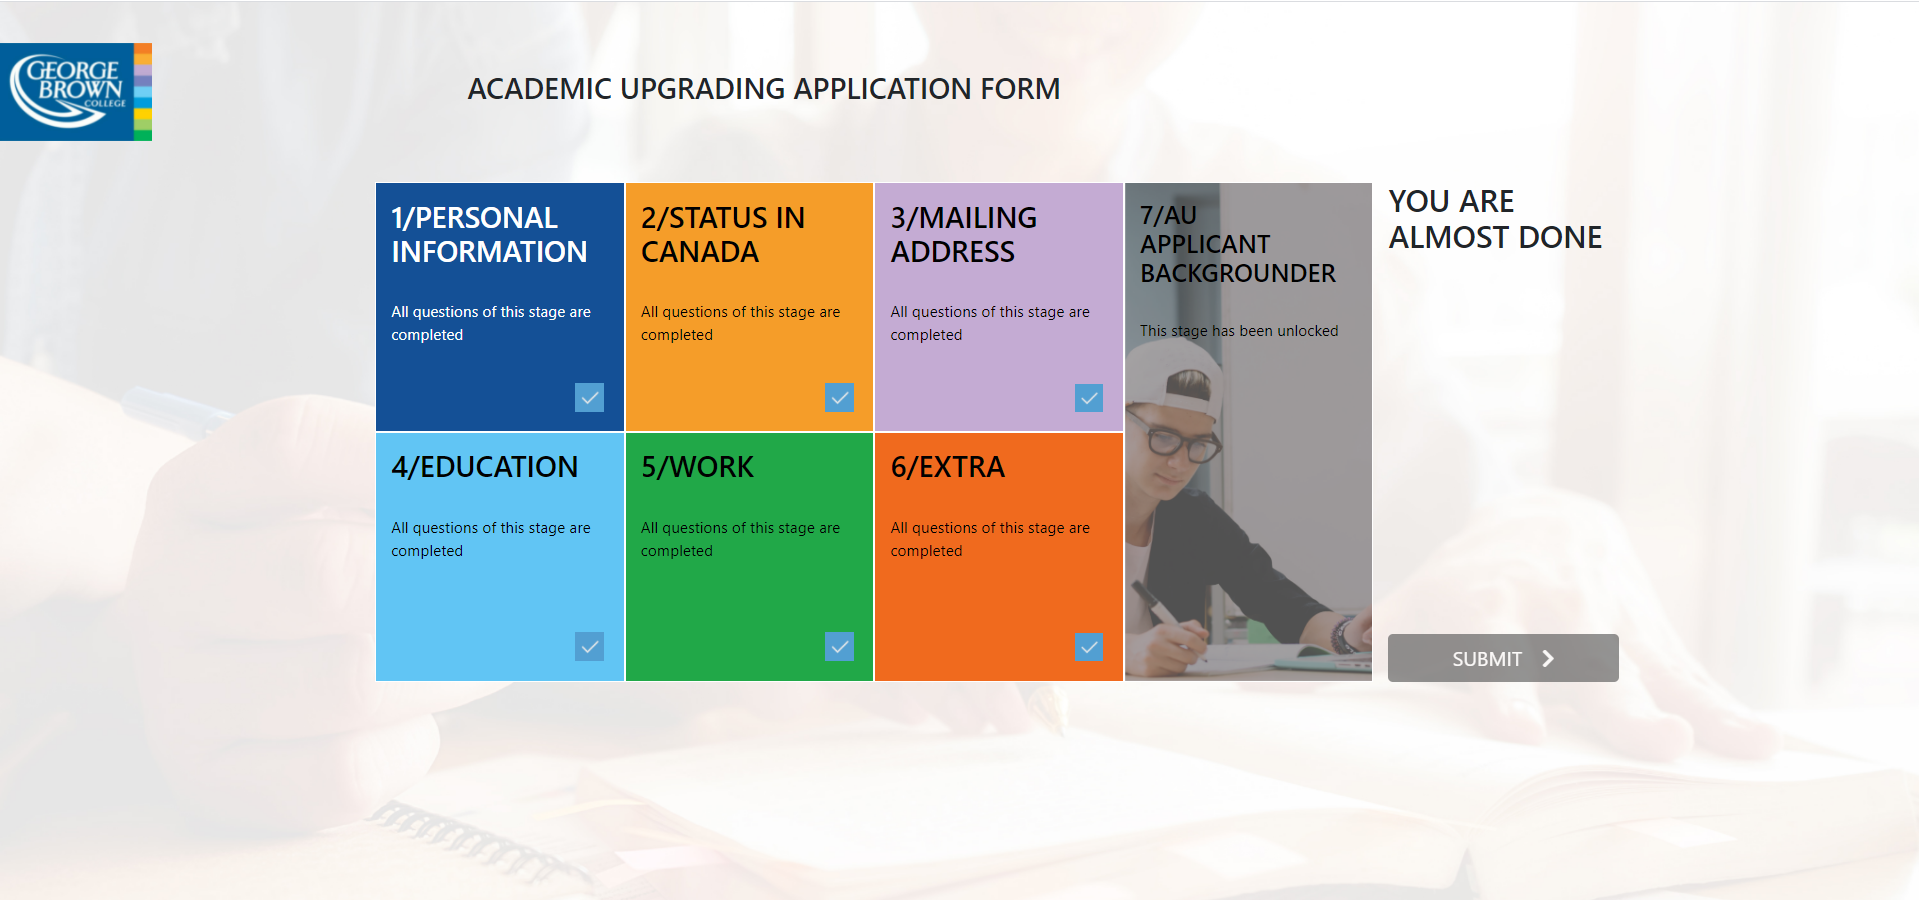 GEORGE
BROWN
COLLEGE
ACADEMIC UPGRADING APPLICATION FORM
1/PERSONAL
INFORMATION
All questions of this stage are
completed
2/STATUS IN
CANADA
All questions of this stage are
completed
3/MAILING
ADDRESS
All questions of this stage are
completed
4/EDUCATION
All questions of this stage are
completed
5/WORK
All questions of this stage are
completed
6/EXTRA
All questions of this stage are
completed
7/AU
APPLICANT
BACKGROUNDER
This stage has been unlocked
YOU ARE
ALMOST DONE
SUBMIT